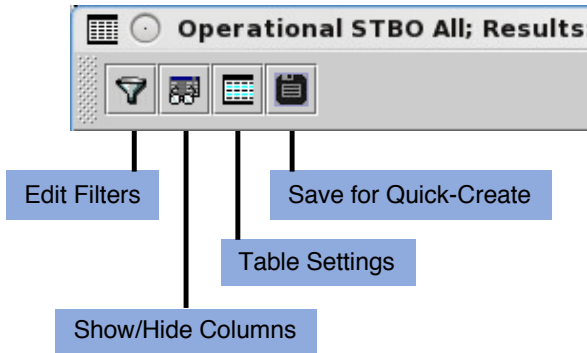 Operational STBO All; Results
Edit Filters
Save for Quick-Create
Table Settings
Show/Hide Columns